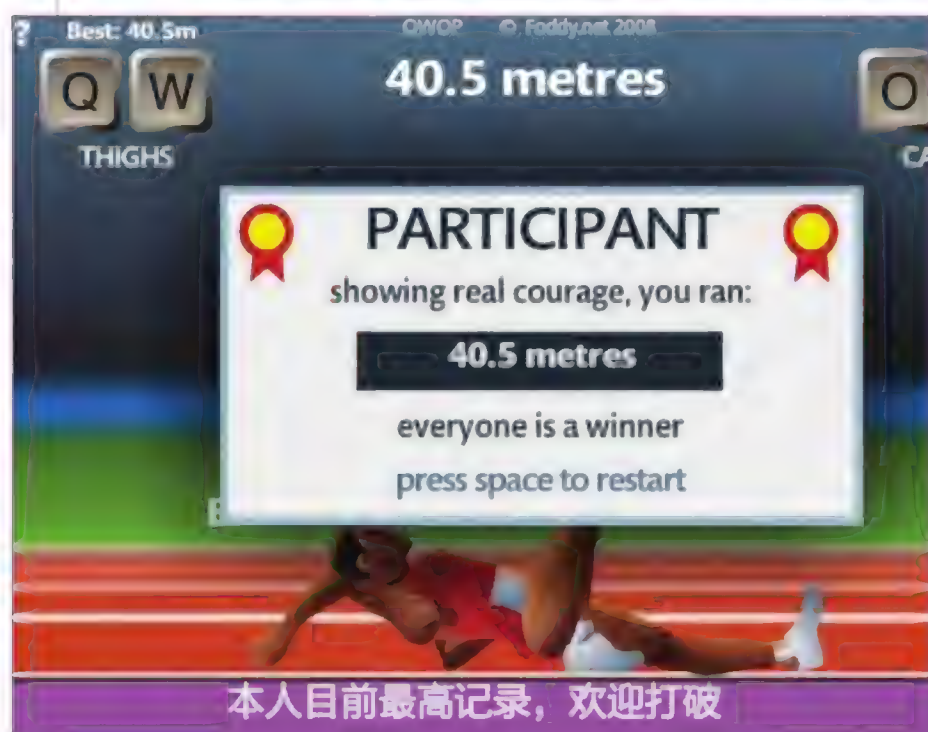 ? Best: 40.5m QWOP © Foddy.net 2008
Q W 40.5 metres O
THIGHS CA
PARTICIPANT
showing real courage, you ran:
40.5 metres
everyone is a winner
press space to restart
本人目前最高记录，欢迎打破